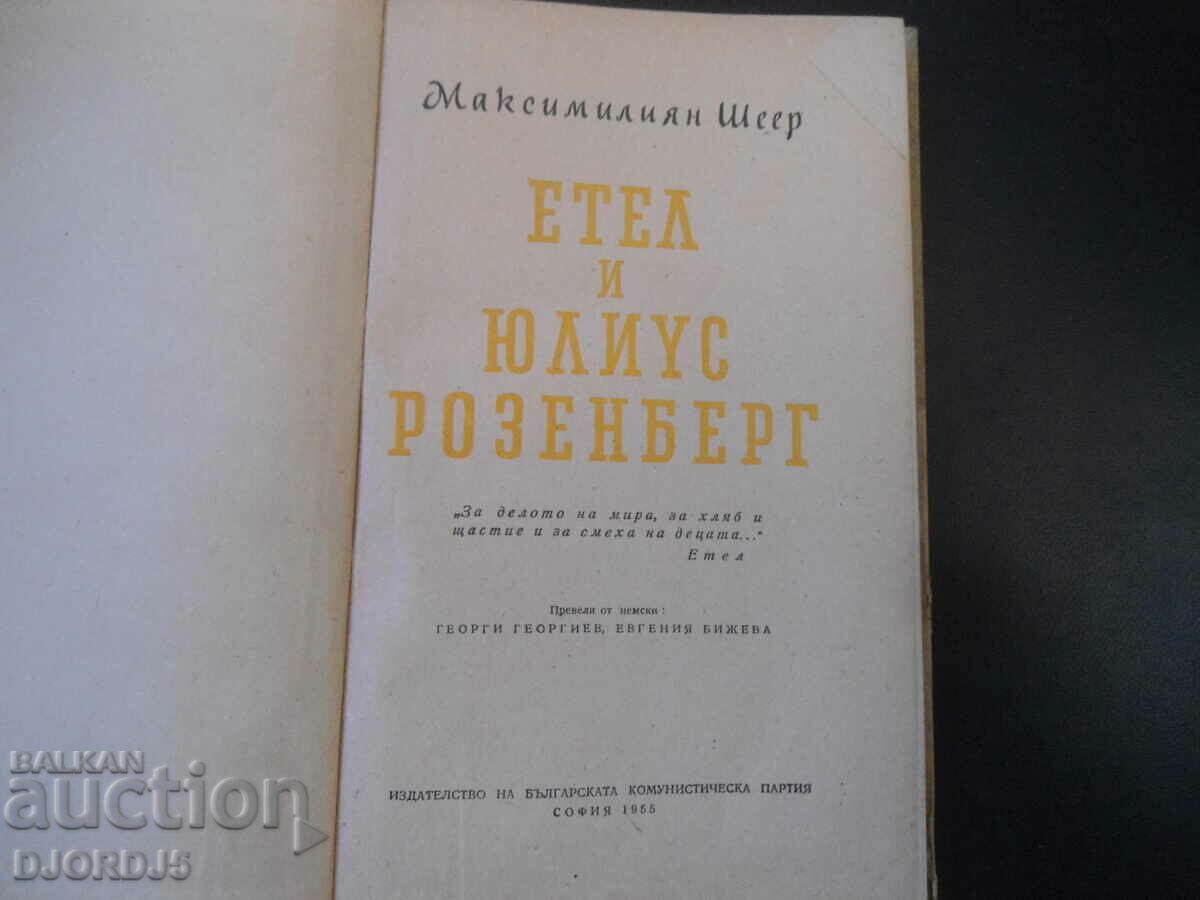 Максимилиян Шеер
ЕТЕЛ
И
ЮЛИУС
РОЗЕНБЕРГ
„За делото на мира, за хляб и
щастие и за смеха на децата...“
Етел
Превели от немски:
ГЕОРГИ ГЕОРГИЕВ, ЕВГЕНИЯ БИЖЕВА
ИЗДАТЕЛСТВО НА БЪЛГАРСКАТА КОМУНИСТИЧЕСКА ПАРТИЯ
СОФИЯ 1955
BALKAN
auction
DJORDJ5